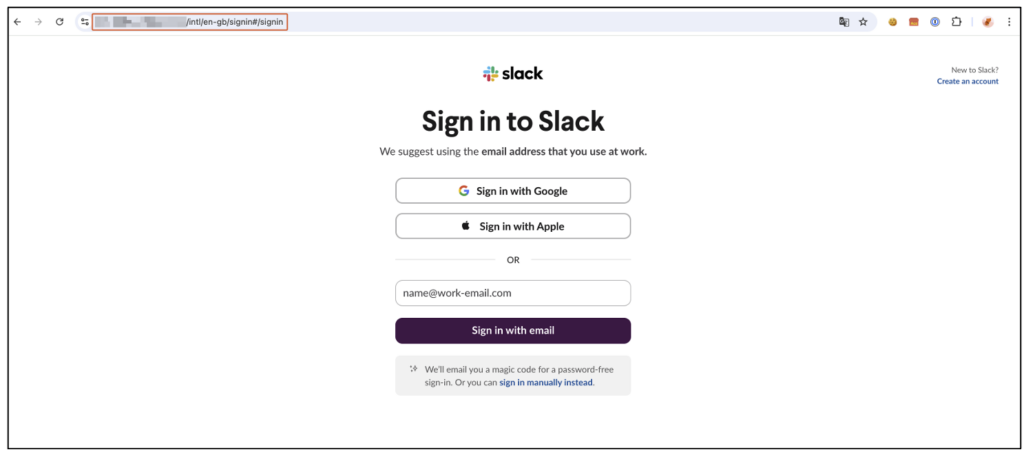 /intl/en-gb/signin#/signin
slack
New to Slack?
Create an account
Sign in to Slack
We suggest using the email address that you use at work.
Sign in with Google
Sign in with Apple
OR
name@work-email.com
Sign in with email
We'll email you a magic code for a password-free
sign-in. Or you can sign in manually instead.